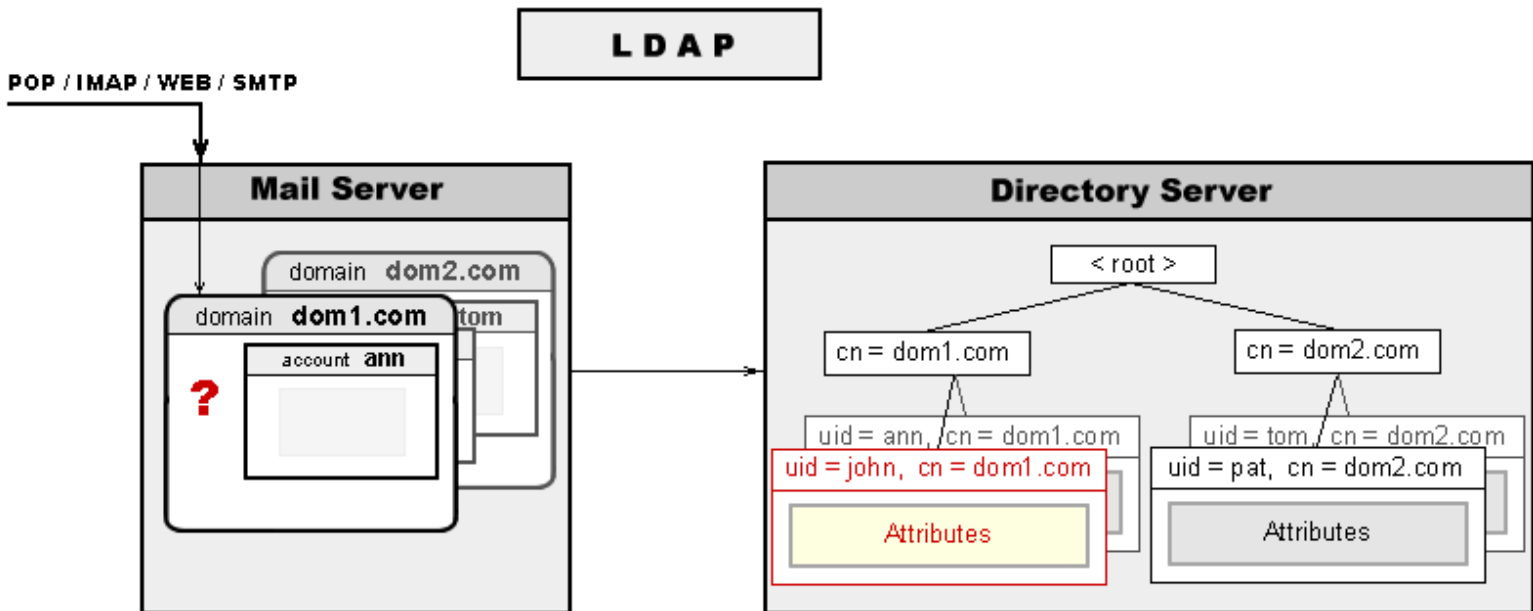 L D A P
POP / IMAP / WEB / SMTP
Mail Server
domain dom2.com
tom
domain dom1.com
account ann
?
Directory Server
< root >
cn = dom1.com
cn = dom2.com
uid = ann, cn = dom1.com
uid = tom, cn = dom2.com
uid = john, cn = dom1.com
Attributes
uid = pat, cn = dom2.com
Attributes